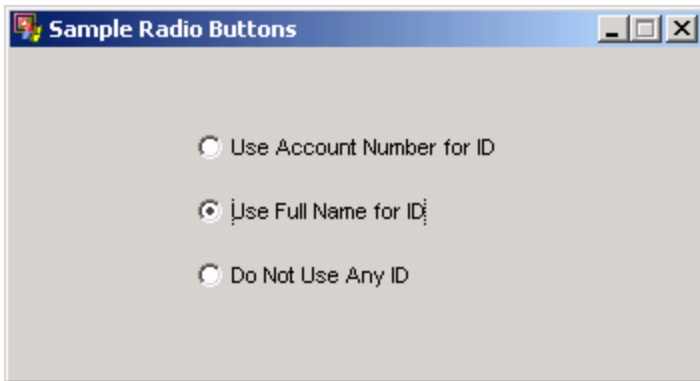 Sample Radio Buttons
Use Account Number for ID
Use Full Name for ID
Do Not Use Any ID